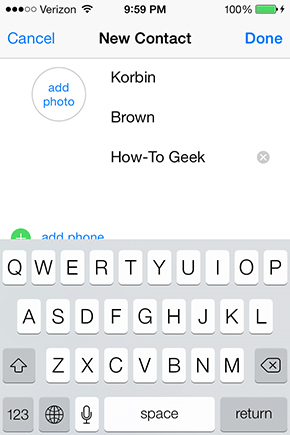 Verizon 9:59 PM 100%
Cancel New Contact Done
add
photo
Korbin
Brown
How-To Geek
add phone
Q W E R T Y U I O P
A S D F G H J K L
Z X C V B N M
123 space return